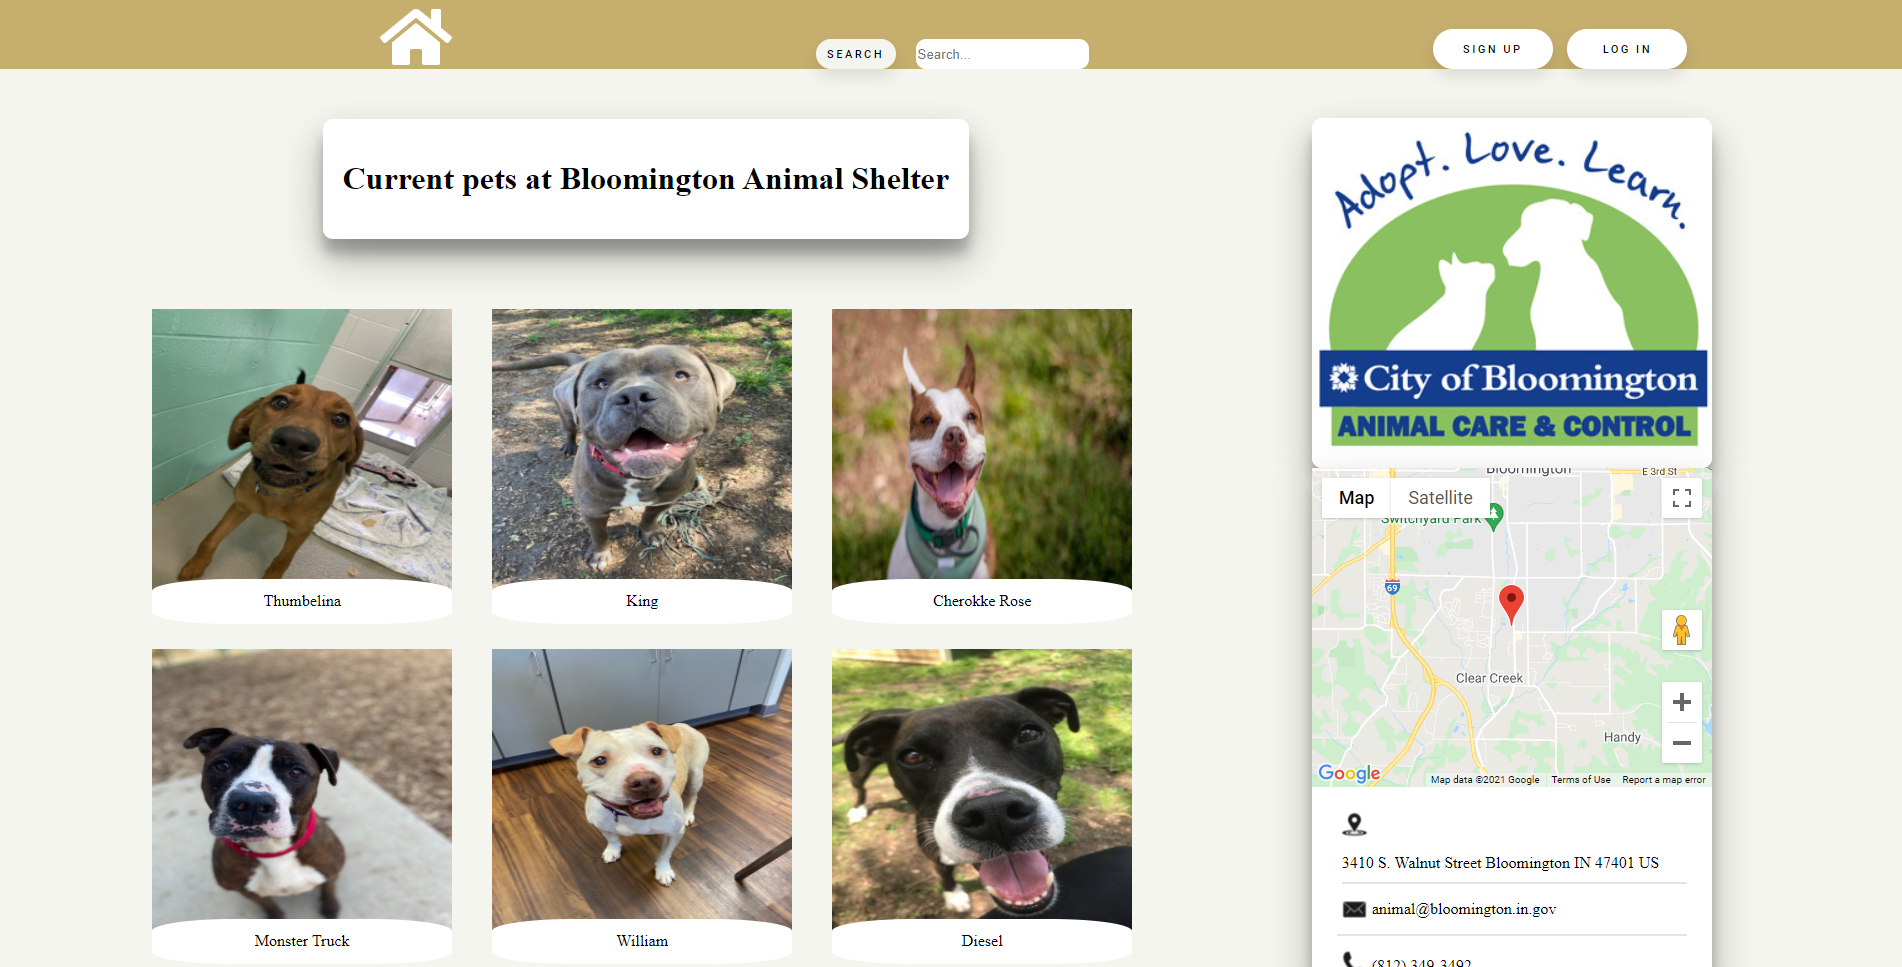 SEARCH
Search...
SIGN UP
LOG IN
Current pets at Bloomington Animal Shelter
Adopt. Love. Learn.
City of Bloomington
ANIMAL CARE & CONTROL
Thumbelina
King
Cherokke Rose
Bloomington
E 3rd St
Map
Satellite
Switchyard Park
69
Clear Creek
Handy
Google
Map data ©2021 Google
Terms of Use
Report a map error
Monster Truck
William
Diesel
3410 S. Walnut Street Bloomington IN 47401 US
animal@bloomington.in.gov
(812) 349-3492